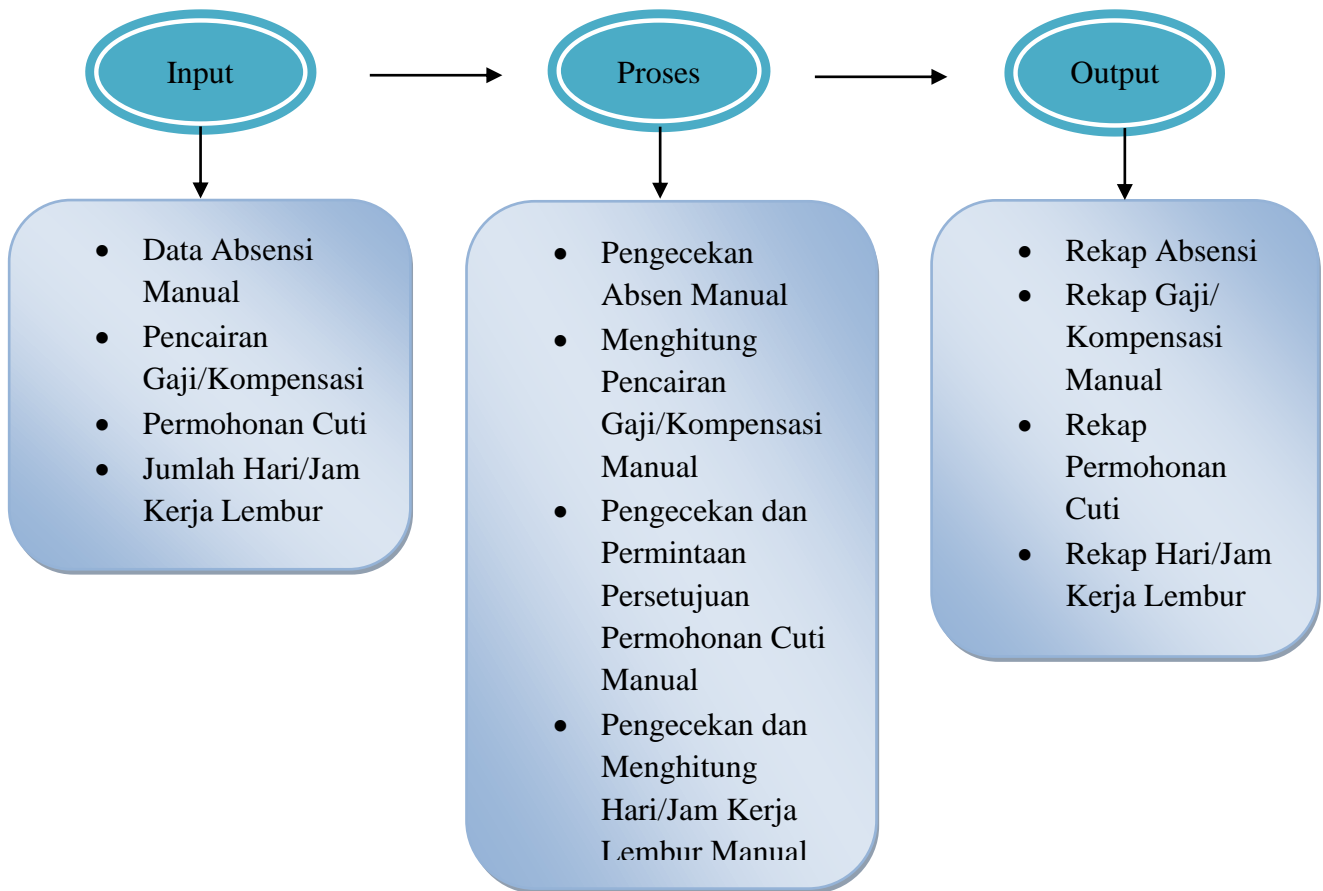 Input
Proses
Output
• Data Absensi
Manual
• Pencairan
Gaji/Kompensasi
• Permohonan Cuti
• Jumlah Hari/Jam
Kerja Lembur
• Pengecekan
Absen Manual
• Menghitung
Pencairan
Gaji/Kompensasi
Manual
• Pengecekan dan
Permintaan
Persetujuan
Permohonan Cuti
Manual
• Pengecekan dan
Menghitung
Hari/Jam Kerja
Lembur Manual
• Rekap Absensi
• Rekap Gaji/
Kompensasi
Manual
• Rekap
Permohonan
Cuti
• Rekap Hari/Jam
Kerja Lembur